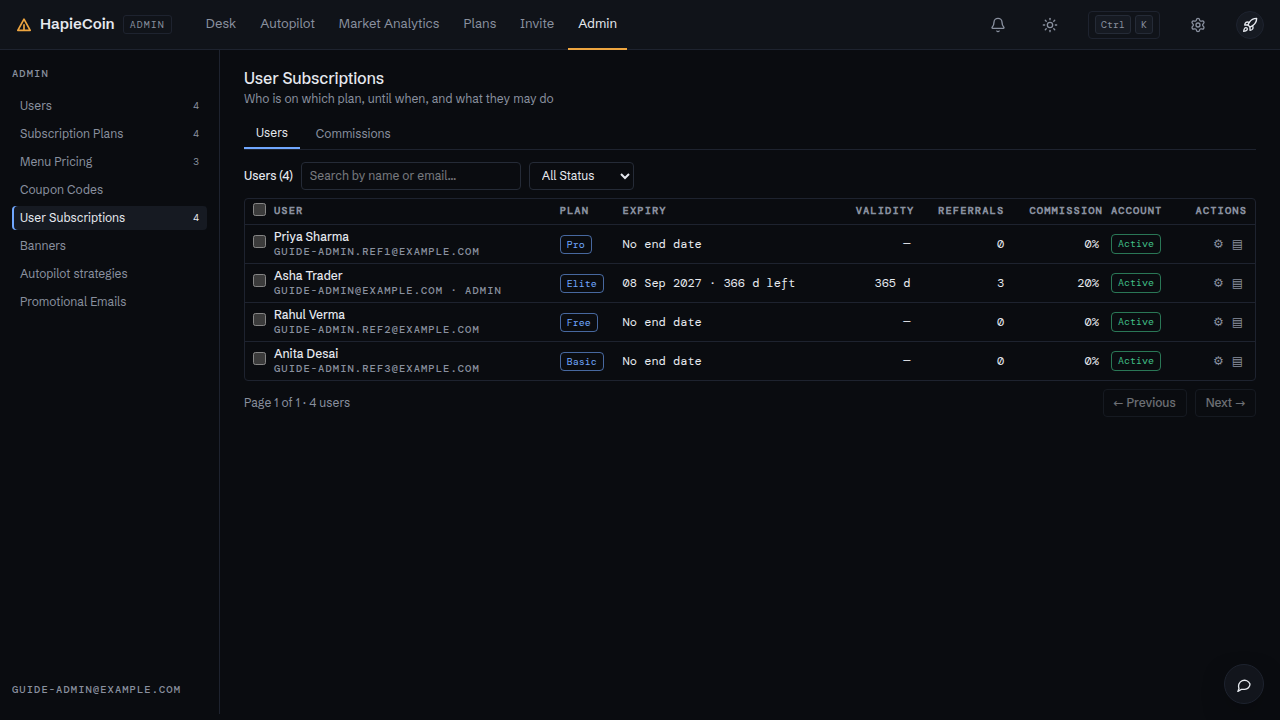 HapieCoin ADMIN Desk Autopilot Market Analytics Plans Invite Admin Ctrl K
ADMIN
Users 4
Subscription Plans 4
Menu Pricing 3
Coupon Codes
User Subscriptions 4
Banners
Autopilot strategies
Promotional Emails
GUIDE-ADMIN@EXAMPLE.COM
User Subscriptions
Who is on which plan, until when, and what they may do
Users Commissions
Users (4) Search by name or email... All Status
USER PLAN EXPIRY VALIDITY REFERRALS COMMISSION ACCOUNT ACTIONS
Priya Sharma
GUIDE-ADMIN.REF1@EXAMPLE.COM Pro No end date — 0 0% Active
Asha Trader
GUIDE-ADMIN@EXAMPLE.COM · ADMIN Elite 08 Sep 2027 · 366 d left 365 d 3 20% Active
Rahul Verma
GUIDE-ADMIN.REF2@EXAMPLE.COM Free No end date — 0 0% Active
Anita Desai
GUIDE-ADMIN.REF3@EXAMPLE.COM Basic No end date — 0 0% Active
Page 1 of 1 · 4 users ← Previous Next →